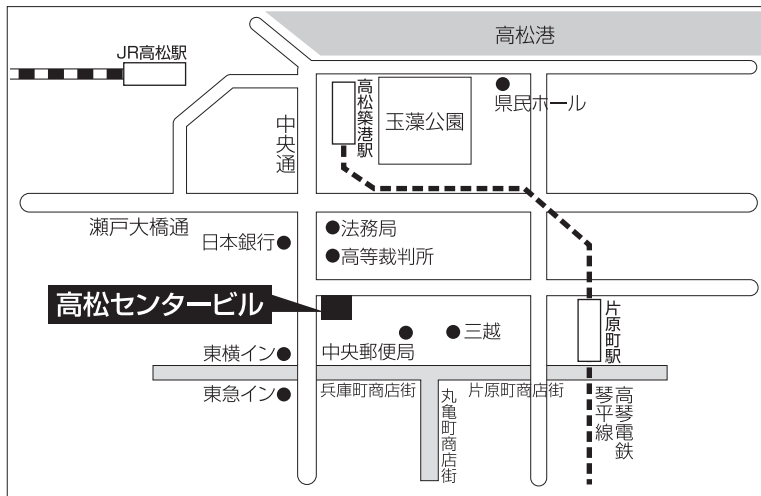 高松港
JR高松駅
高松築港駅
玉藻公園
県民ホール
中央通
瀬戸大橋通
日本銀行
法務局
高等裁判所
高松センタービル
片原町駅
東横イン
中央郵便局
三越
東急イン
兵庫町商店街
丸亀町商店街
片原町商店街
高琴電鉄
琴平線